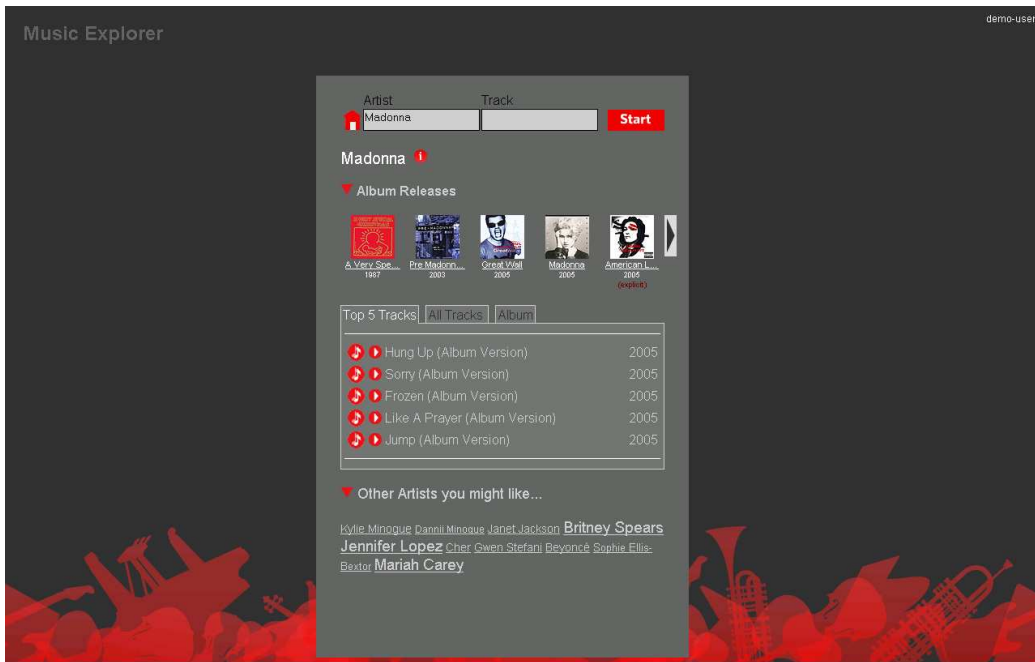 demo-user
Music Explorer
Artist Track
Madonna
Start
Madonna i
Album Releases
A Very Spe... Pre Madonn... Great Wall Madonna American L...
1987 2003 2005 2005 2005
(explicit)
Top 5 Tracks All Tracks Album
Hung Up (Album Version) 2005
Sorry (Album Version) 2005
Frozen (Album Version) 2005
Like A Prayer (Album Version) 2005
Jump (Album Version) 2005
Other Artists you might like...
Kylie Minogue Dannii Minogue Janet Jackson Britney Spears
Jennifer Lopez Cher Gwen Stefani Beyoncé Sophie Ellis-
Bextor Mariah Carey